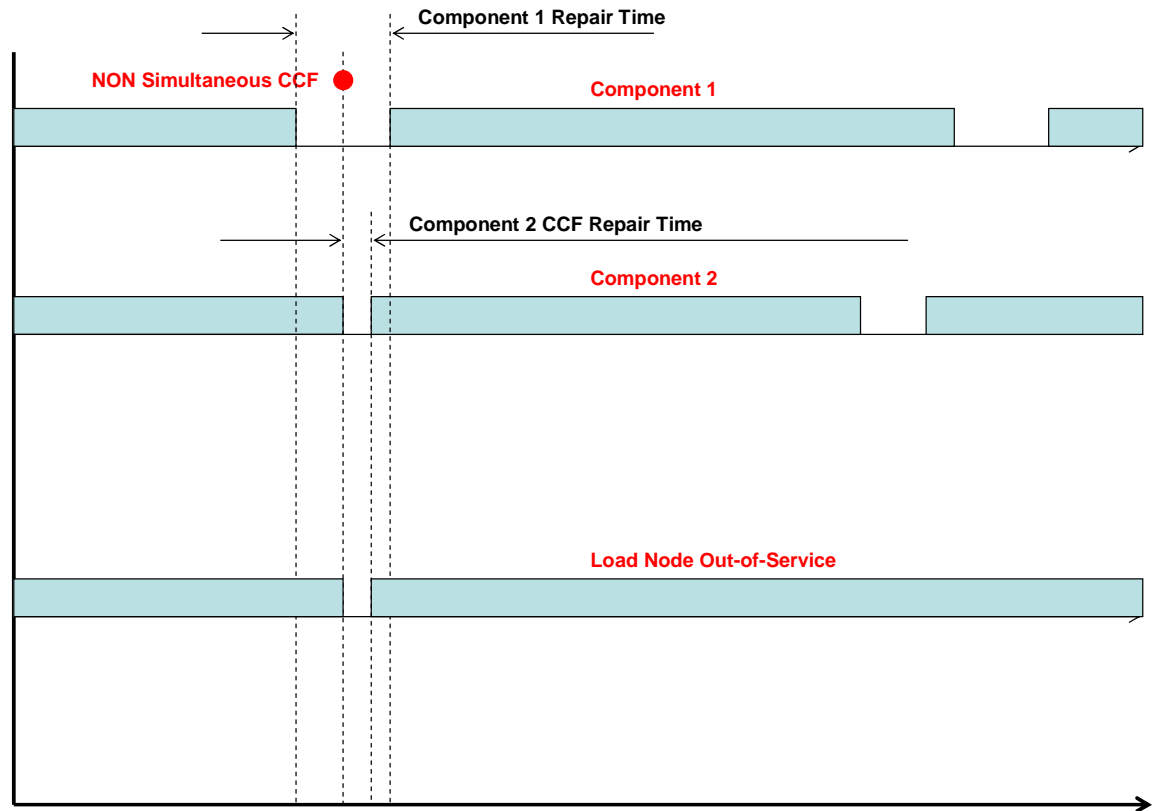 Component 1 Repair Time
NON Simultaneous CCF
Component 1
Component 2 CCF Repair Time
Component 2
Load Node Out-of-Service